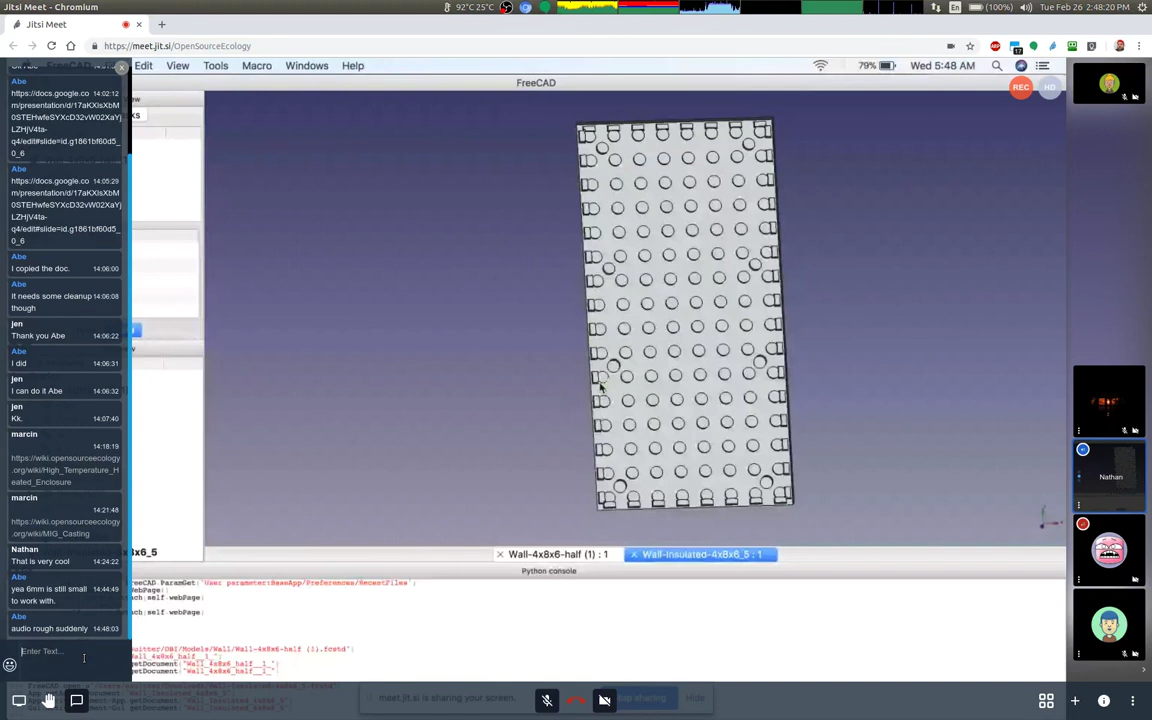 Jitsi Meet - Chromium
92°C 25°C
En
(100%)
Tue Feb 26 2:48:20 PM
Jitsi Meet
https://meet.jit.si/OpenSourceEcology
Edit View Tools Macro Windows Help
79% Wed 5:48 AM
FreeCAD
REC
HD
Abe
https://docs.google.co 14:02:12
m/presentation/d/17aKXlsXbM
0STEHwfeSYXcD32vW02XaYj
LZHjV4ta-
q4/edit#slide=id.g1861bf60d5_
0_6
Abe
https://docs.google.co 14:05:29
m/presentation/d/17aKXlsXbM
0STEHwfeSYXcD32vW02XaYj
LZHjV4ta-
q4/edit#slide=id.g1861bf60d5_
0_6
Abe
I copied the doc. 14:06:00
Abe
It needs some cleanup 14:06:08
though
jen
Thank you Abe 14:06:22
Abe
I did 14:06:31
jen
I can do it Abe 14:06:32
jen
Kk. 14:07:40
marcin
14:18:19
https://wiki.opensourceecology
.org/wiki/High_Temperature_H
eated_Enclosure
marcin
14:21:48
https://wiki.opensourceecology
.org/wiki/MIG_Casting
Nathan
That is very cool 14:24:22
Abe
yea 6mm is still small 14:44:49
to work with.
Abe
audio rough suddenly 14:48:03
Enter Text...
Nathan
Wall-4x8x6-half (1) : 1
Wall-insulated-4x8x6_5 : 1
Python console
meet.jit.si is sharing your screen.
Hide